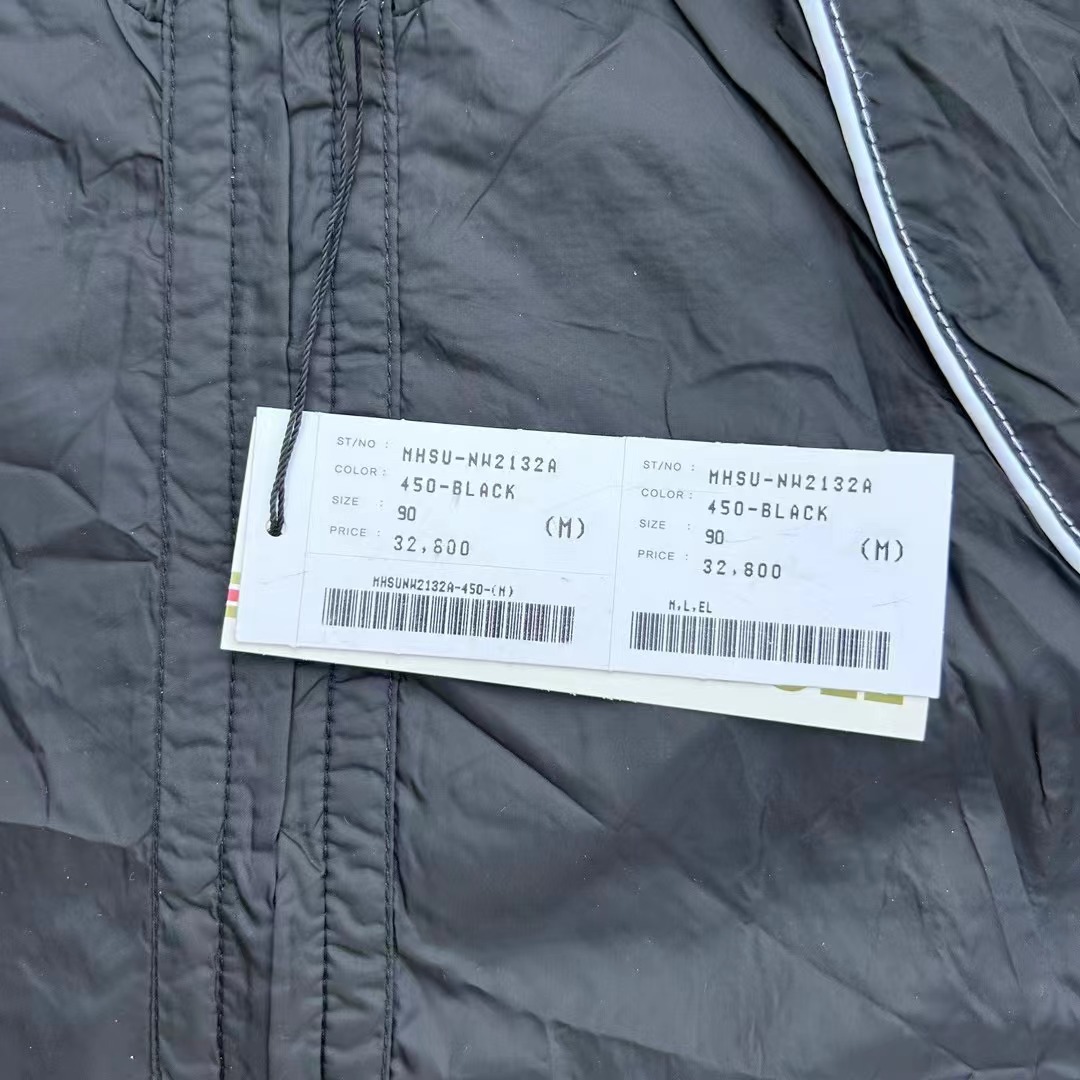 ST/NO : MHSU-NW2132A
COLOR : 450-BLACK
SIZE : 90 (M)
PRICE : 32,800
MHSUNW2132A-450-(M)
ST/NO : MHSU-NW2132A
COLOR : 450-BLACK
SIZE : 90 (M)
PRICE : 32,800
M,L,EL